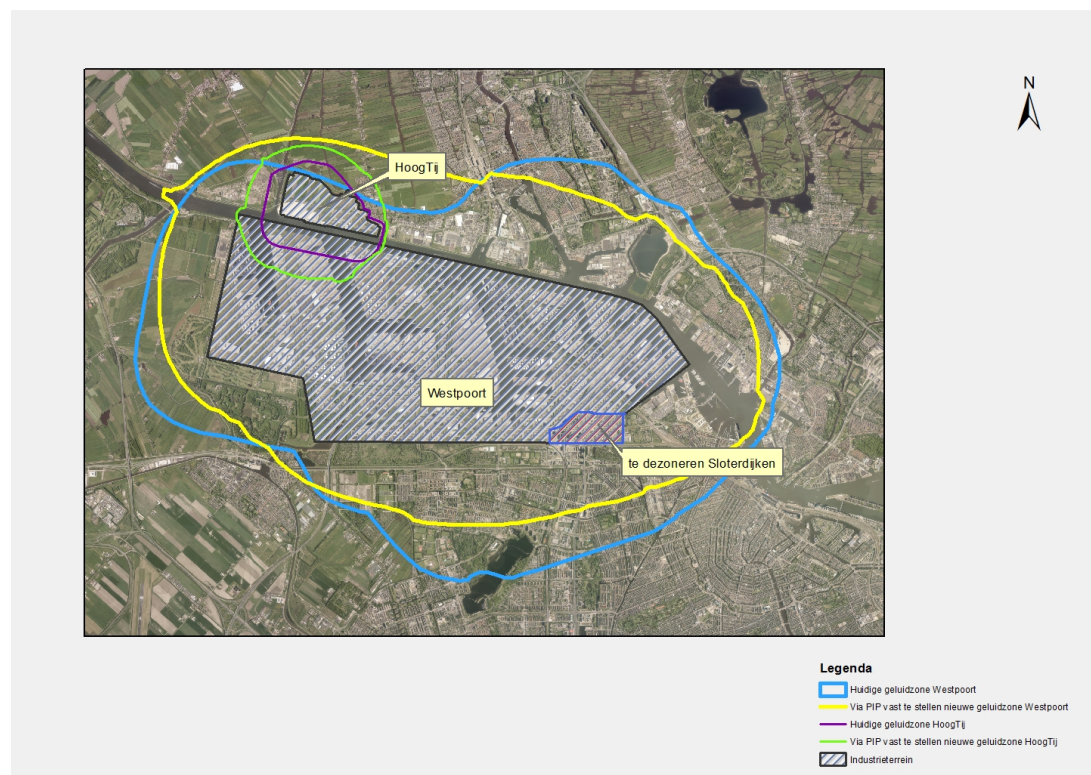 N
HoogTij
Westpoort
te dezoneren Sloterdijken
Legenda
Huidige geluidzone Westpoort
Via PIP vast te stellen nieuwe geluidzone Westpoort
Huidige geluidzone HoogTij
Via PIP vast te stellen nieuwe geluidzone HoogTij
Industrieterrein